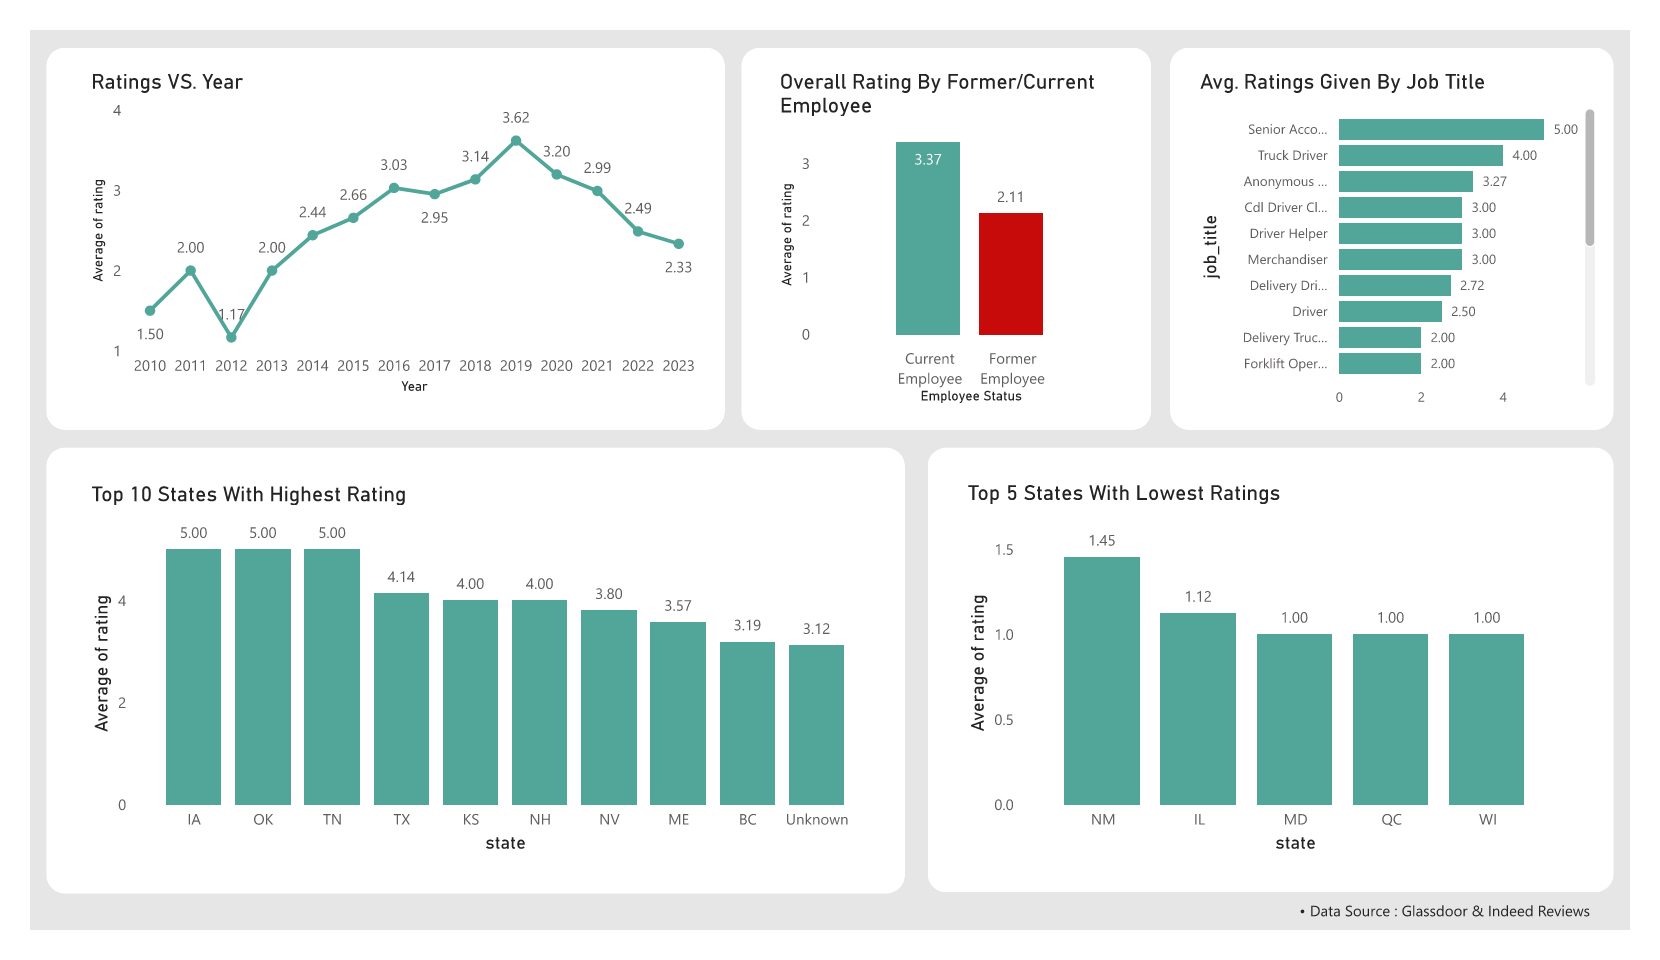 Ratings VS. Year
Average of rating
4
3
2
1
1.50
2.00
1.17
2.00
2.44
2.66
3.03
2.95
3.14
3.62
3.20
2.99
2.49
2.33
2010 2011 2012 2013 2014 2015 2016 2017 2018 2019 2020 2021 2022 2023
Year
Overall Rating By Former/Current
Employee
Average of rating
3
2
1
0
3.37
2.11
Current
Employee
Former
Employee
Employee Status
Avg. Ratings Given By Job Title
job_title
Senior Acco... 5.00
Truck Driver 4.00
Anonymous ... 3.27
Cdl Driver Cl... 3.00
Driver Helper 3.00
Merchandiser 3.00
Delivery Dri... 2.72
Driver 2.50
Delivery Truc... 2.00
Forklift Oper... 2.00
0 2 4
Top 10 States With Highest Rating
Average of rating
4
2
0
5.00 5.00 5.00 4.14 4.00 4.00 3.80 3.57 3.19 3.12
IA OK TN TX KS NH NV ME BC Unknown
state
Top 5 States With Lowest Ratings
Average of rating
1.5
1.0
0.5
0.0
1.45 1.12 1.00 1.00 1.00
NM IL MD QC WI
state
• Data Source : Glassdoor & Indeed Reviews